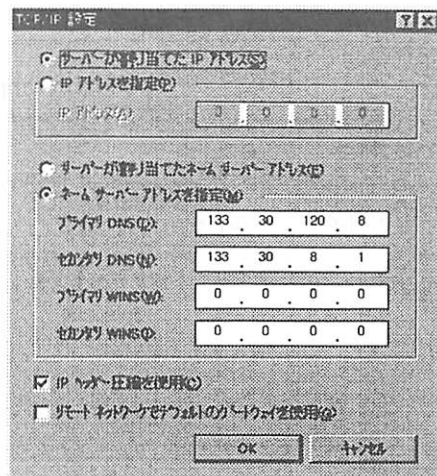 TCP/IP 設定
サーバーが割り当てた IP アドレス(S)
IP アドレスを指定(P)
IP アドレス(A) 0 . 0 . 0 . 0
サーバーが割り当てたネーム サーバー アドレス(E)
ネーム サーバー アドレスを指定(M)
プライマリ DNS(D): 133 . 30 . 120 . 8
セカンダリ DNS(N): 133 . 30 . 8 . 1
プライマリ WINS(W): 0 . 0 . 0 . 0
セカンダリ WINS(I): 0 . 0 . 0 . 0
IP ヘッダー圧縮を使用(C)
リモート ネットワークでデフォルトのゲートウェイを使用(G)
OK キャンセル